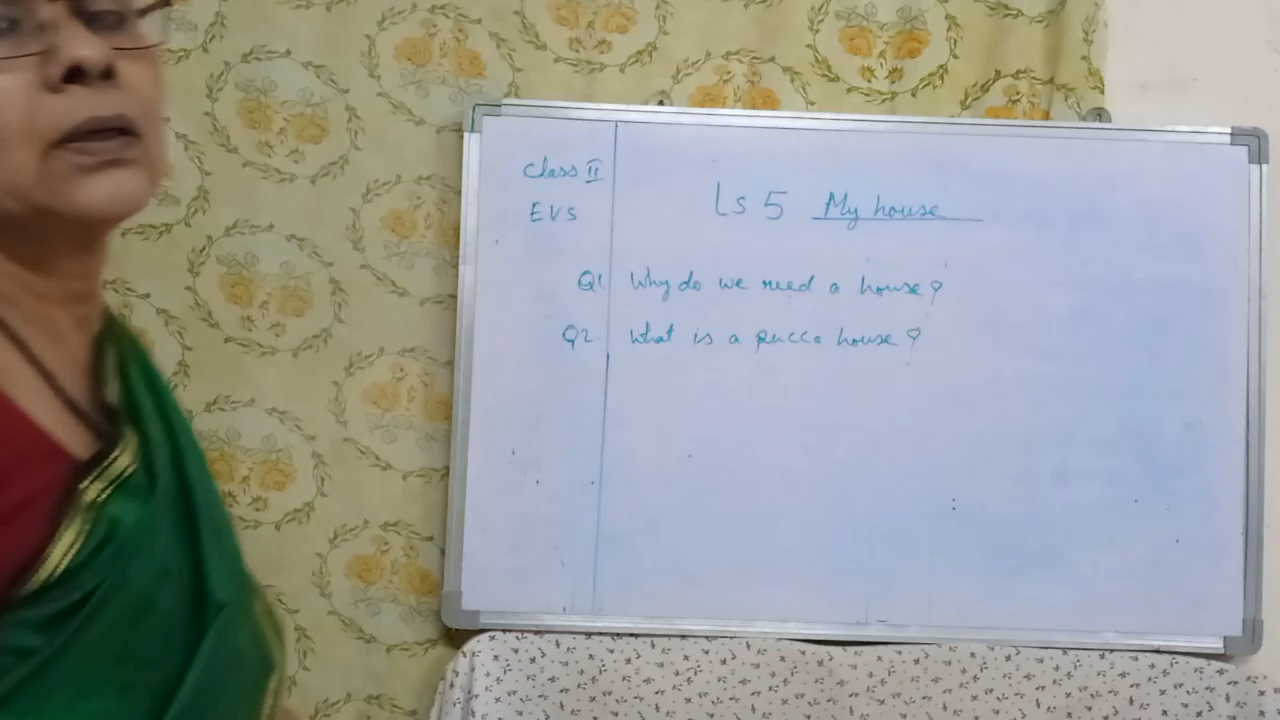 Class II
EVS
Ls 5 My house
Q1 Why do we need a house?
Q2. What is a pucca house?